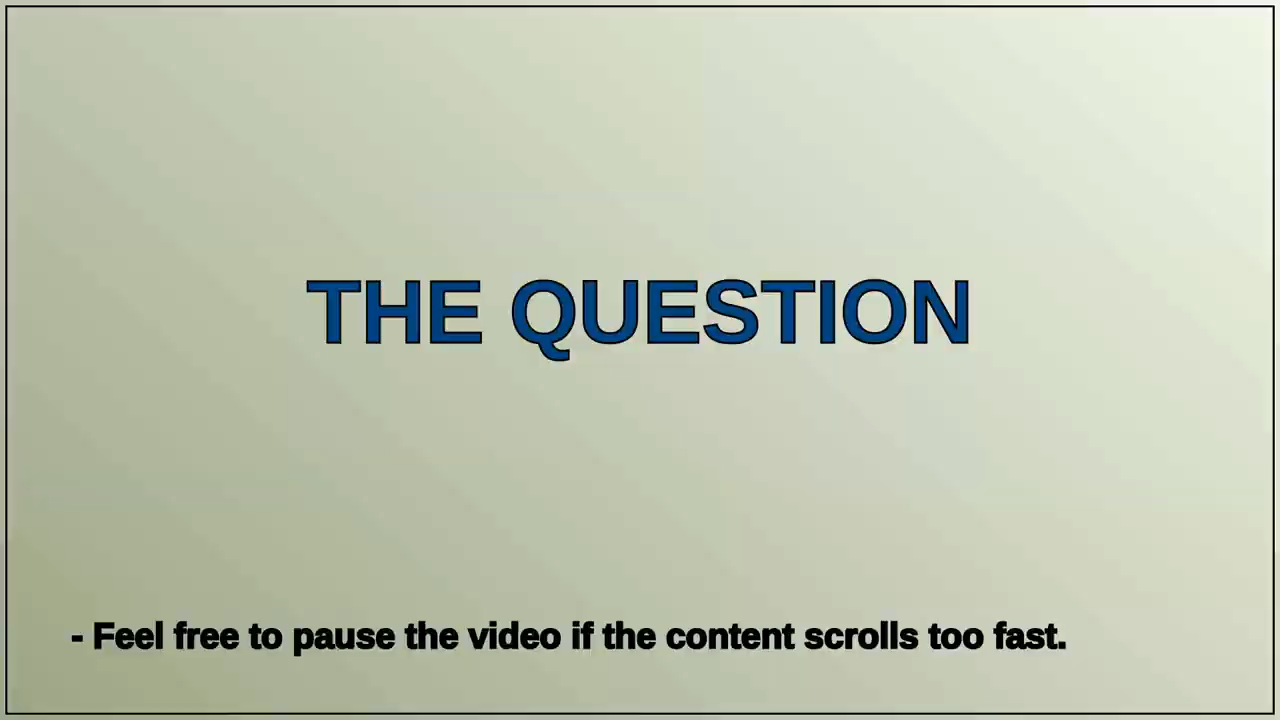 THE QUESTION
- Feel free to pause the video if the content scrolls too fast.